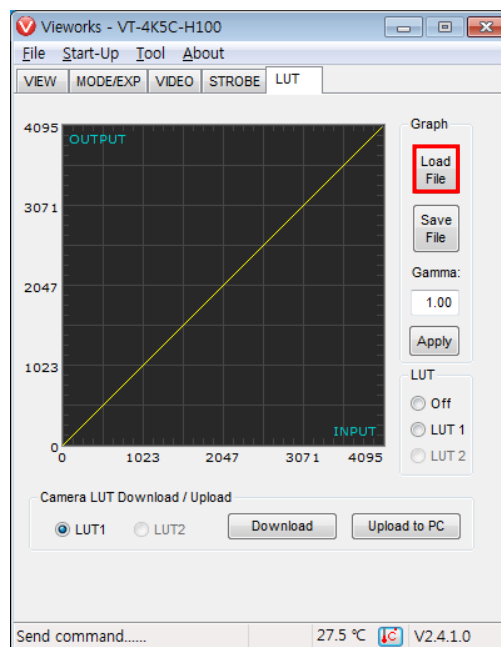 Vieworks - VT-4K5C-H100
File Start-Up Tool About
VIEW MODE/EXP VIDEO STROBE LUT
4095
OUTPUT
3071
2047
1023
0
INPUT
0 1023 2047 3071 4095
Graph
Load
File
Save
File
Gamma:
1.00
Apply
LUT
Off
LUT 1
LUT 2
Camera LUT Download / Upload
LUT1 LUT2 Download Upload to PC
Send command...... 27.5 ℃ C V2.4.1.0